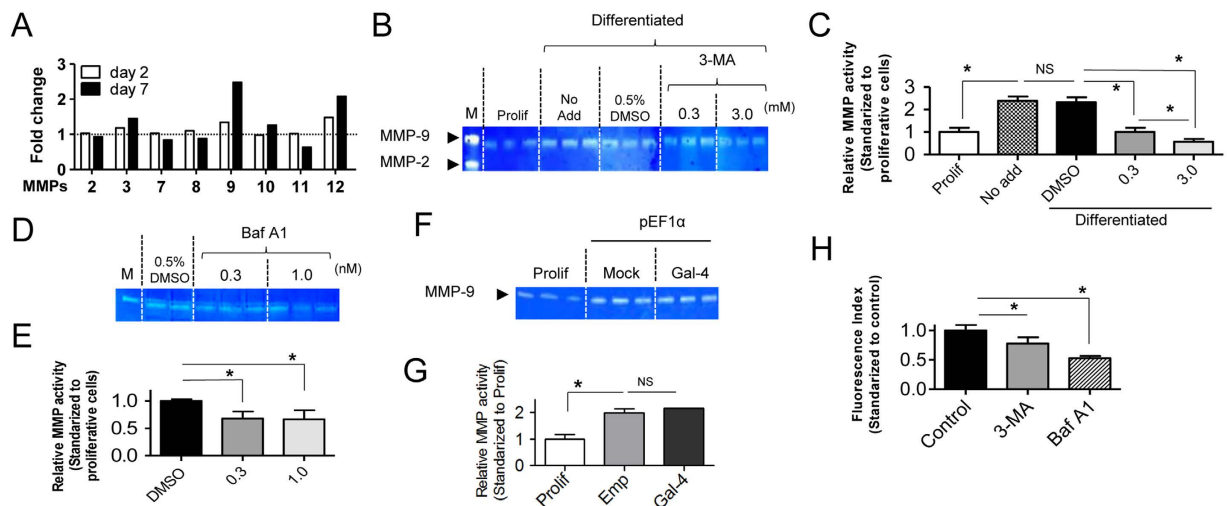 A
Fold change
3
2
1
0
day 2
day 7
MMPs 2 3 7 8 9 10 11 12
B
Differentiated
3-MA
M Prolif No Add 0.5% DMSO 0.3 3.0 (mM)
MMP-9
MMP-2
C
Relative MMP activity
(Standardized to
proliferative cells)
3
2
1
0
* NS * * *
Prolif No add DMSO 0.3 3.0
Differentiated
D
Baf A1
M 0.5% DMSO 0.3 1.0 (nM)
E
Relative MMP activity
(Standarized to
proliferative cells)
1.0
0.5
0.0
* *
DMSO 0.3 1.0
F
pEF1α
Prolif Mock Gal-4
MMP-9
G
Relative MMP activity
(Standarized to Prolif)
2
1
0
* NS
Prolif Emp Gal-4
H
Fluorescence Index
(Standarized to control)
1.0
0.5
0.0
* *
Control 3-MA Baf A1